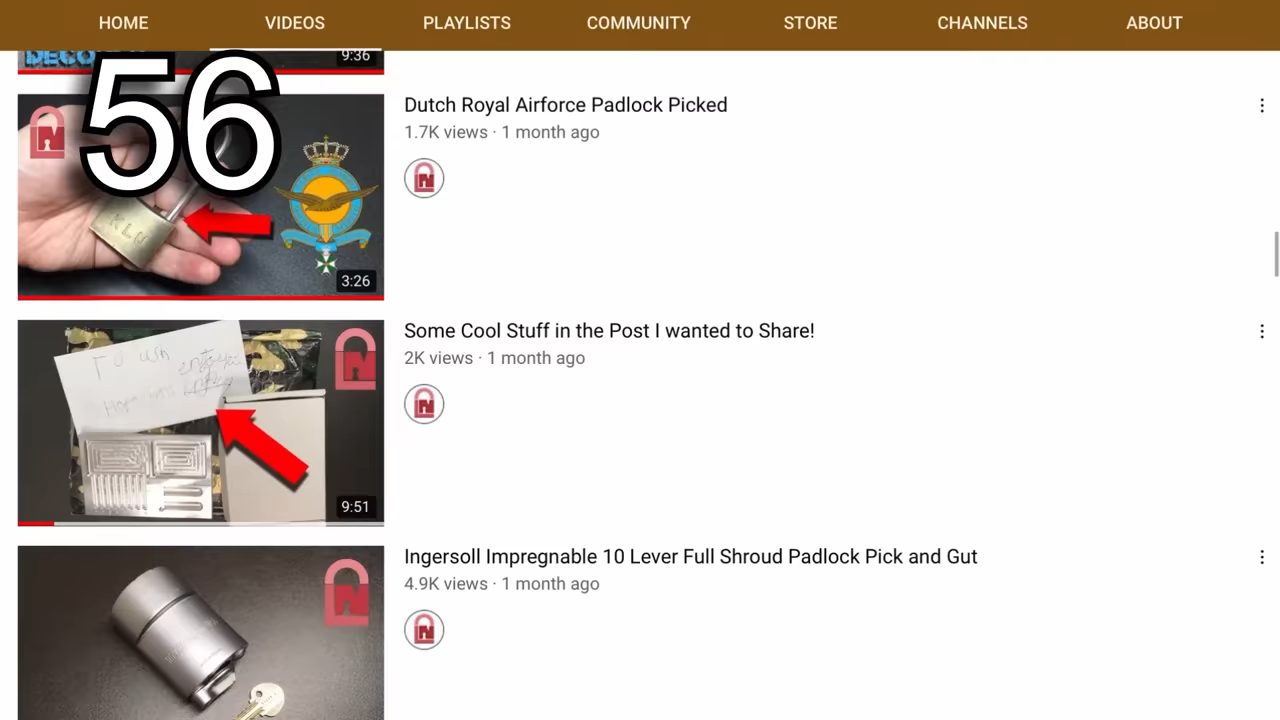 HOME VIDEOS PLAYLISTS COMMUNITY STORE CHANNELS ABOUT
9:36
56
Dutch Royal Airforce Padlock Picked
1.7K views · 1 month ago
KLU
3:26
Some Cool Stuff in the Post I wanted to Share!
2K views · 1 month ago
9:51
Ingersoll Impregnable 10 Lever Full Shroud Padlock Pick and Gut
4.9K views · 1 month ago